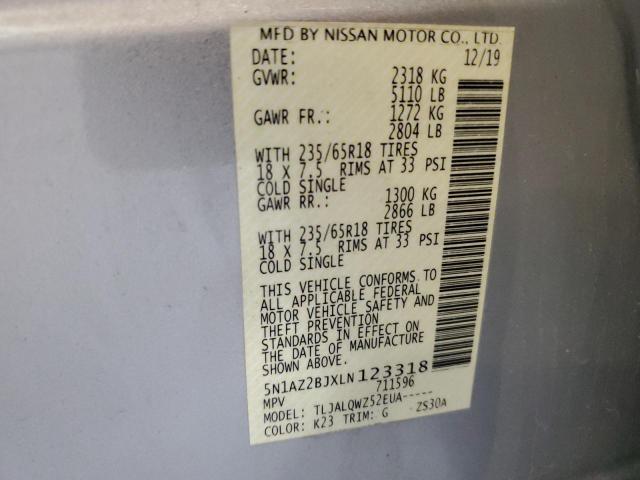 MFD BY NISSAN MOTOR CO., LTD.
DATE: 12/19
GVWR: 2318 KG
5110 LB
GAWR FR.: 1272 KG
2804 LB
WITH 235/65R18 TIRES
18 X 7.5 RIMS AT 33 PSI
COLD SINGLE
GAWR RR.: 1300 KG
2866 LB
WITH 235/65R18 TIRES
18 X 7.5 RIMS AT 33 PSI
COLD SINGLE
THIS VEHICLE CONFORMS TO
ALL APPLICABLE FEDERAL
MOTOR VEHICLE SAFETY AND
THEFT PREVENTION
STANDARDS IN EFFECT ON
THE DATE OF MANUFACTURE
SHOWN ABOVE.
5N1AZ2BJXLN123318
MPV 711596
MODEL: TLJALQWZ52EUA-----
COLOR: K23 TRIM: G ZS30A